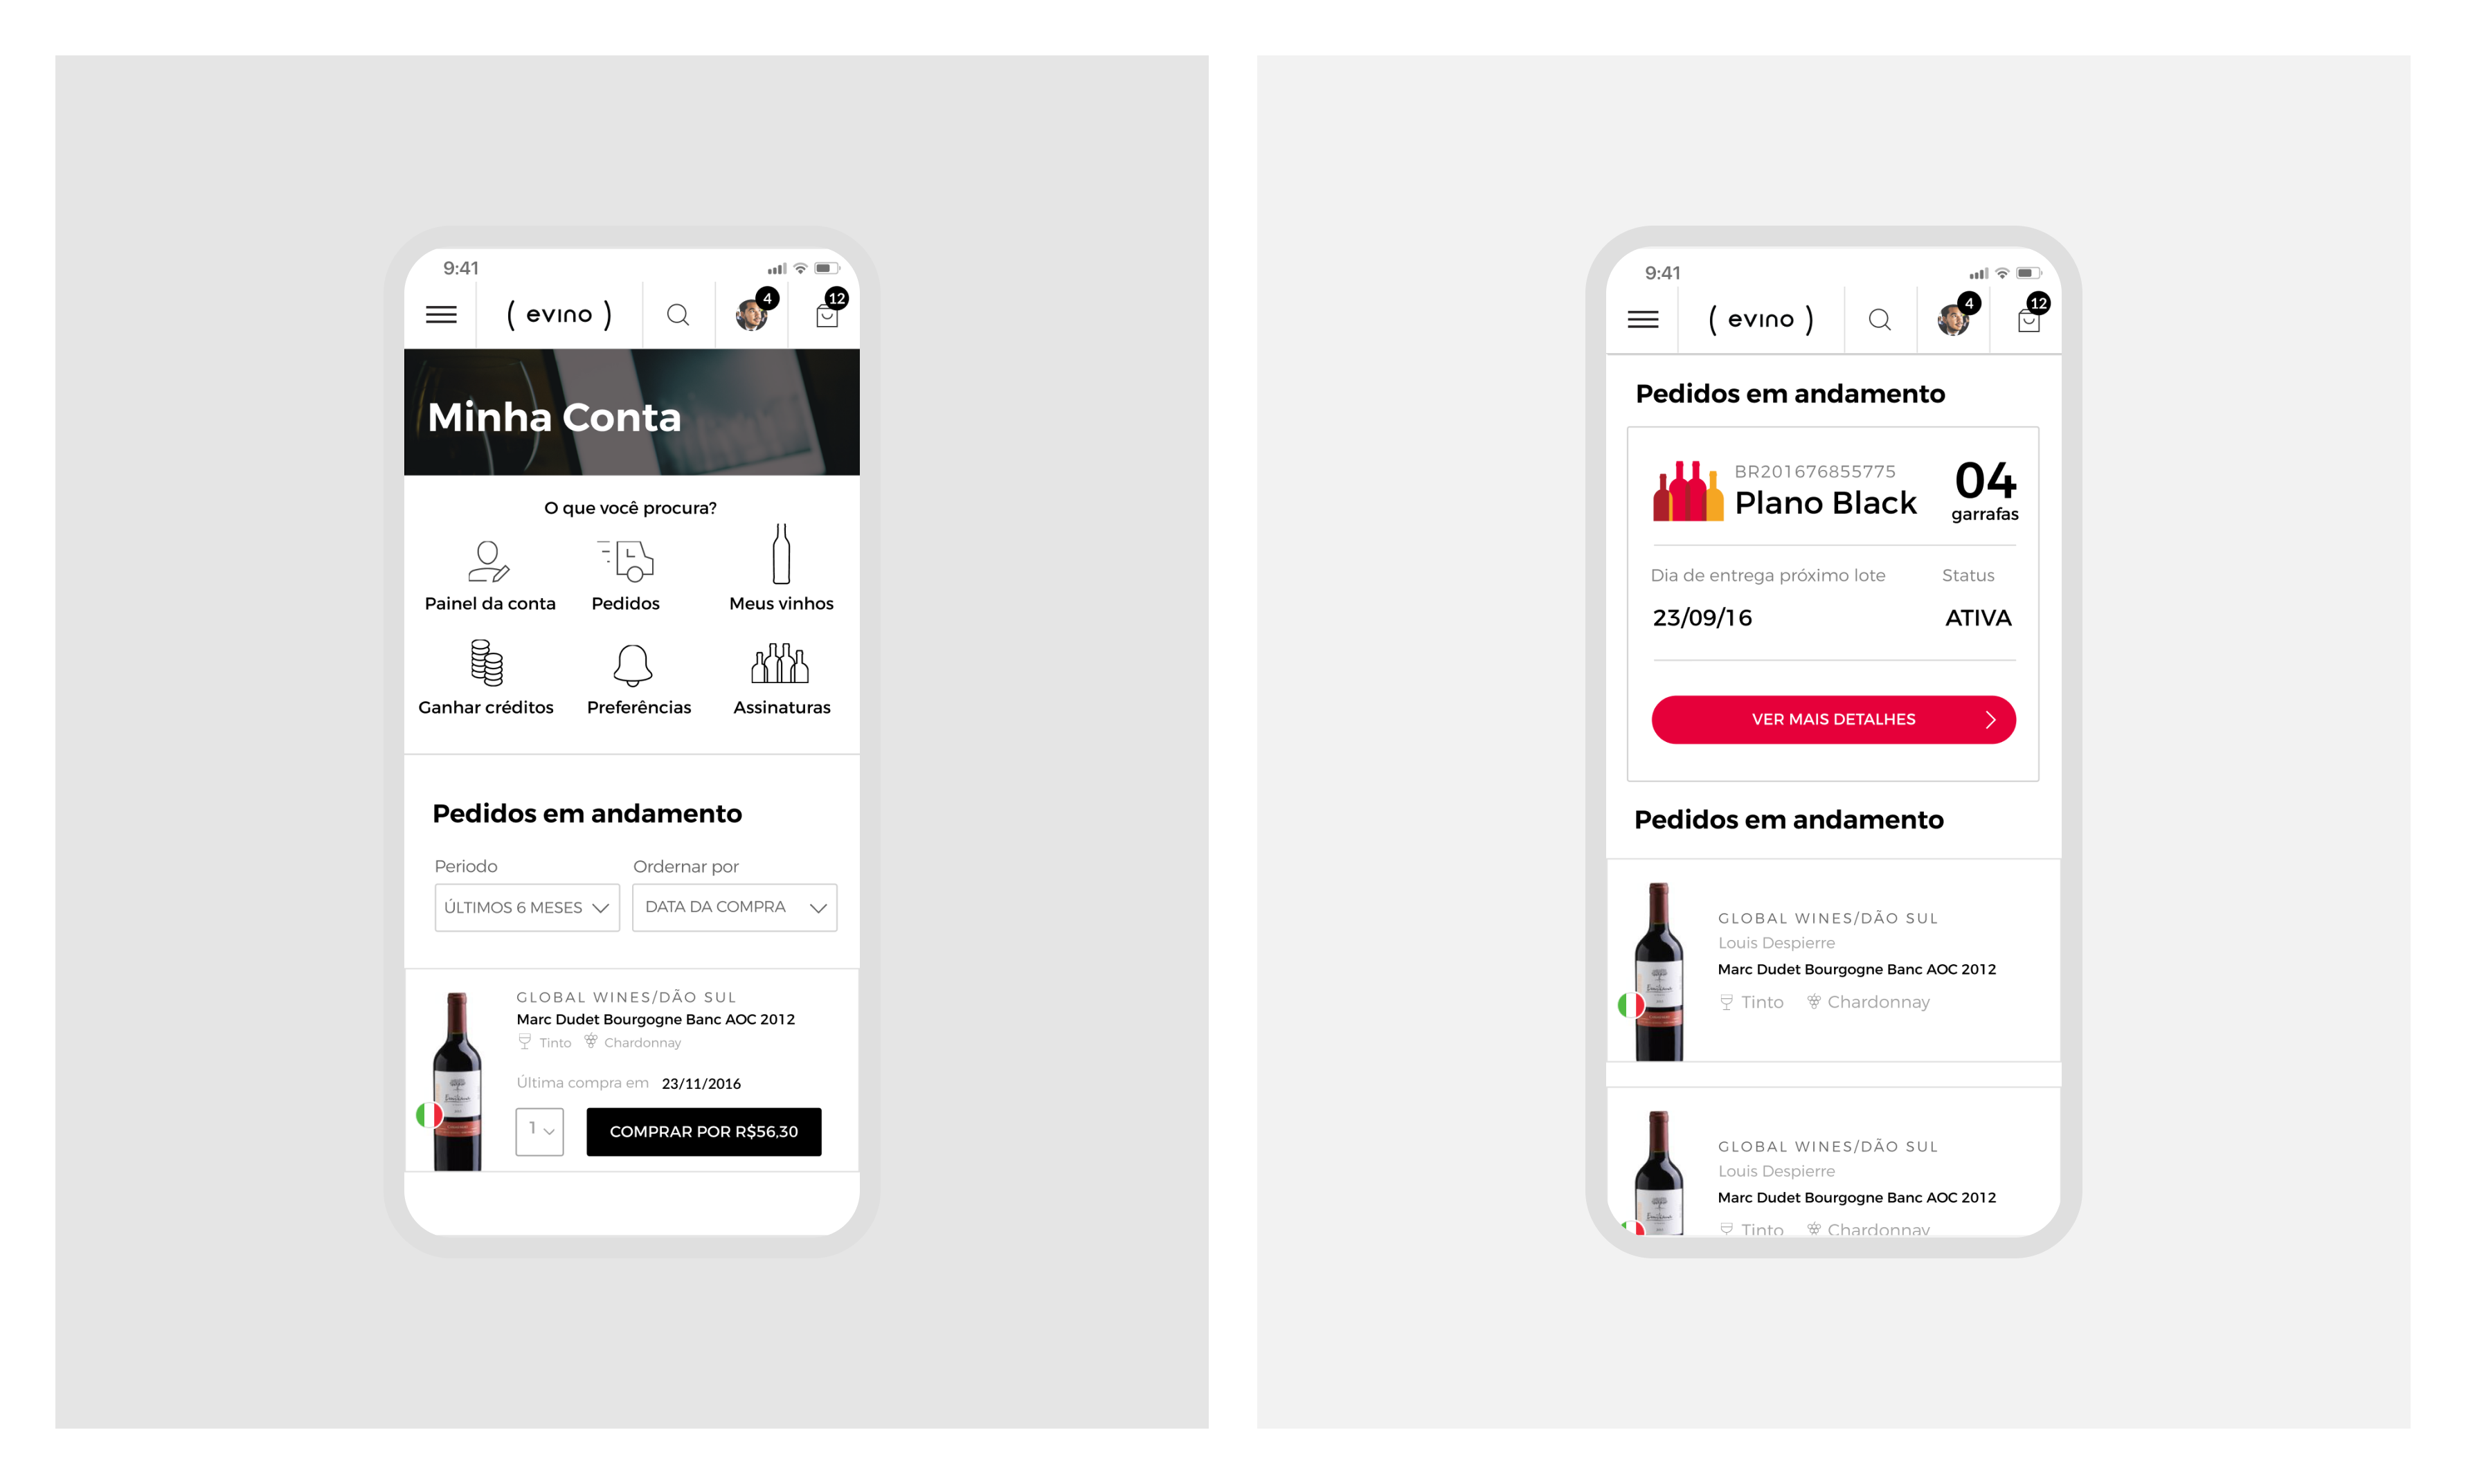 9:41
( evino )
4
12
Minha Conta
O que você procura?
Painel da conta
Pedidos
Meus vinhos
Ganhar créditos
Preferências
Assinaturas
Pedidos em andamento
Periodo
Ordernar por
ÚLTIMOS 6 MESES
DATA DA COMPRA
GLOBAL WINES/DÃO SUL
Marc Dudet Bourgogne Banc AOC 2012
Tinto
Chardonnay
Última compra em 23/11/2016
1
COMPRAR POR R$56,30
9:41
( evino )
4
12
Pedidos em andamento
BR201676855775
Plano Black
04
garrafas
Dia de entrega próximo lote
Status
23/09/16
ATIVA
VER MAIS DETALHES
Pedidos em andamento
GLOBAL WINES/DÃO SUL
Louis Despierre
Marc Dudet Bourgogne Banc AOC 2012
Tinto
Chardonnay
GLOBAL WINES/DÃO SUL
Louis Despierre
Marc Dudet Bourgogne Banc AOC 2012
Tinto
Chardonnay